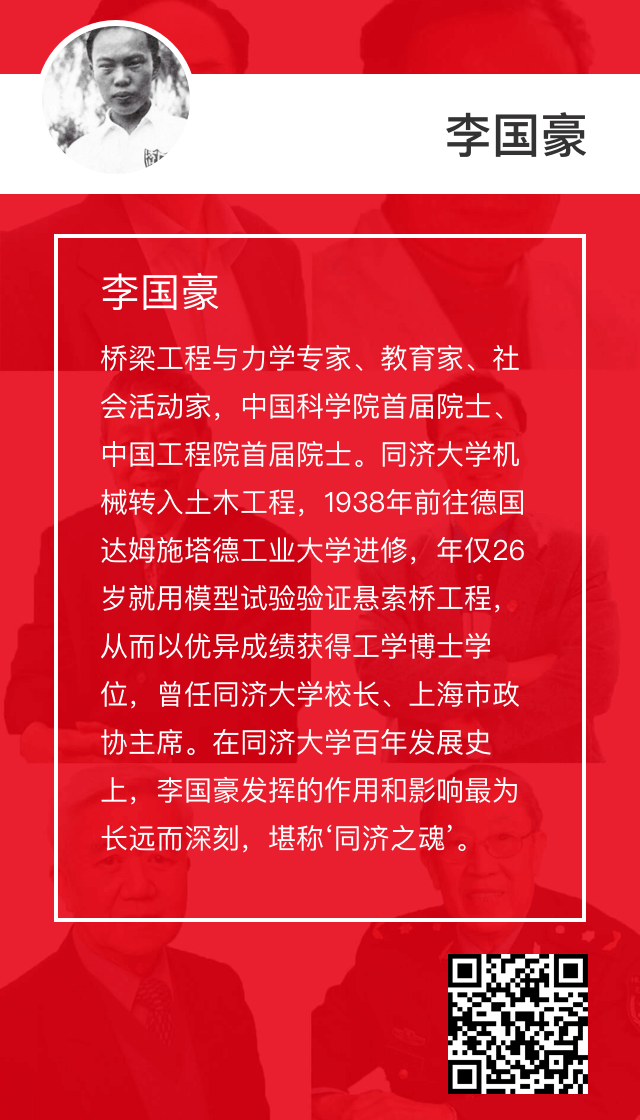 李国豪
李国豪
桥梁工程与力学专家、教育家、社
会活动家，中国科学院首届院士、
中国工程院首届院士。同济大学机
械转入土木工程，1938年前往德国
达姆施塔德工业大学进修，年仅26
岁就用模型试验验证悬索桥工程，
从而以优异成绩获得工学博士学
位，曾任同济大学校长、上海市政
协主席。在同济大学百年发展史
上，李国豪发挥的作用和影响最为
长远而深刻，堪称‘同济之魂’。